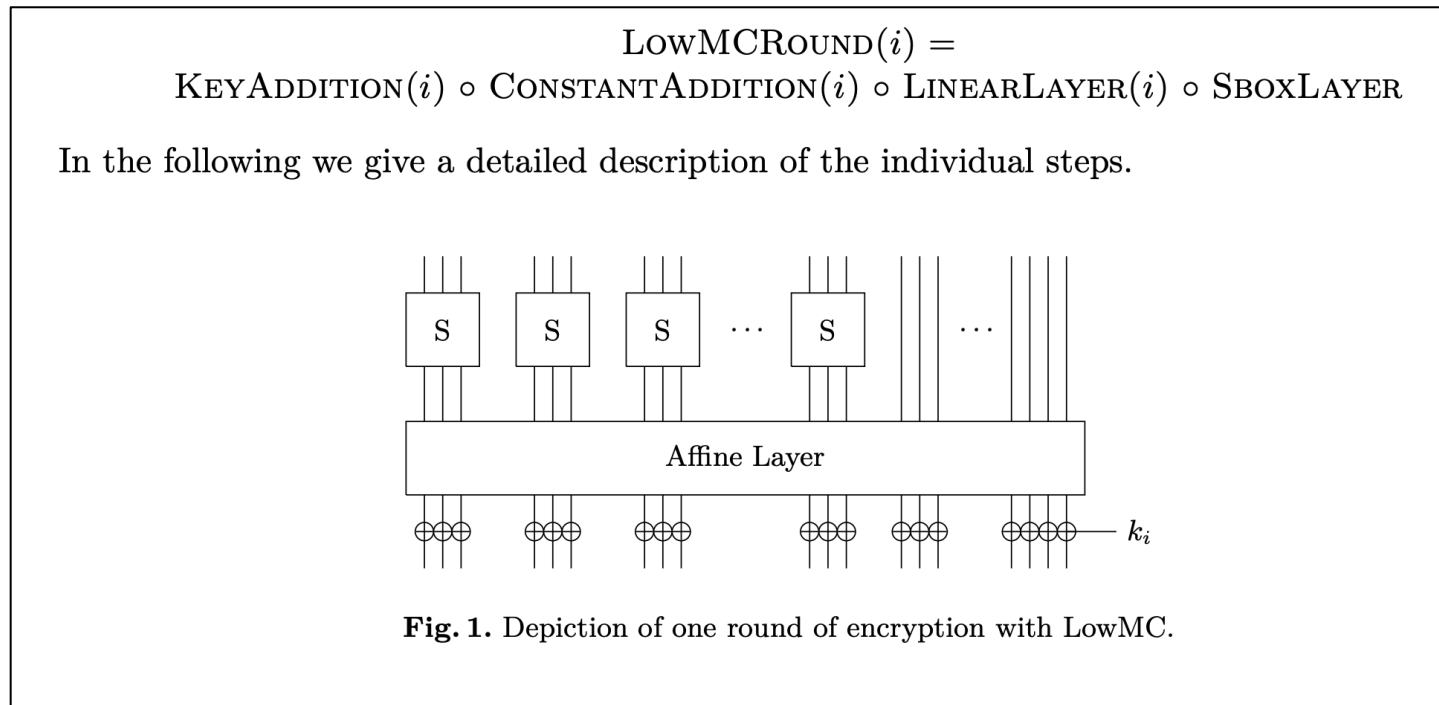 LOWMCROUND(i) =
KEYADDITION(i) ∘ CONSTANTADDITION(i) ∘ LINEARLAYER(i) ∘ SBOXLAYER
In the following we give a detailed description of the individual steps.
S S S ··· S ···
Affine Layer
k_i
Fig. 1. Depiction of one round of encryption with LowMC.